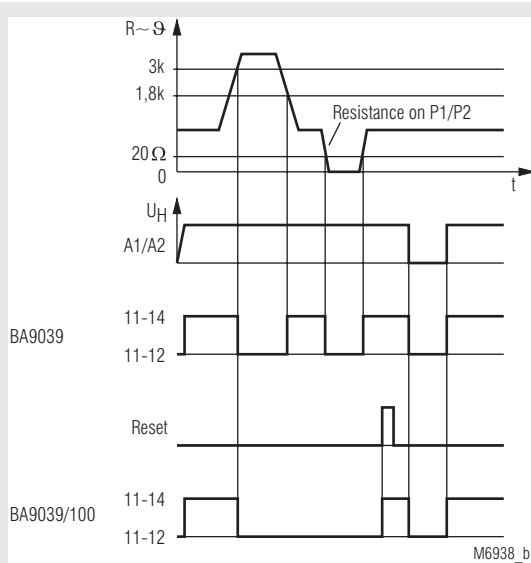 R~ ϑ
3k
1,8k
Resistance on P1/P2
20 Ω
0
t
UH
A1/A2
11-14
BA9039
11-12
Reset
11-14
BA9039/100
11-12
M6938_b